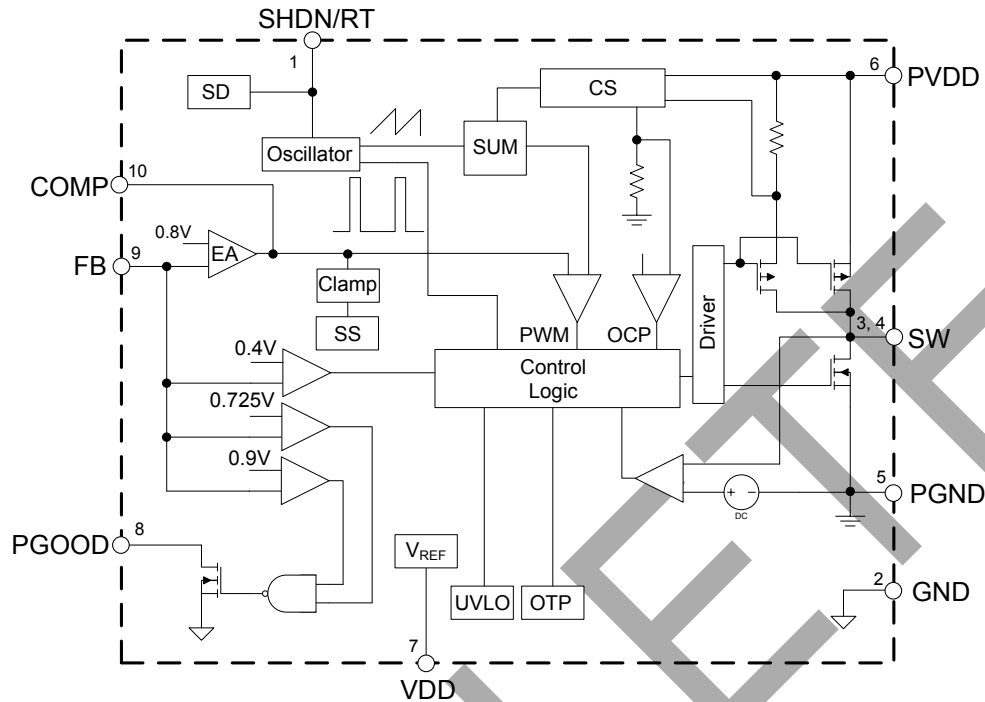 SHDN/RT
1
6
PVDD
SD
CS
Oscillator
SUM
10
COMP
0.8V
EA
9
FB
Clamp
SS
PWM
OCP
Driver
3, 4
SW
0.4V
Control
Logic
0.725V
0.9V
+ −
DC
5
PGND
8
PGOOD
VREF
UVLO
OTP
2
GND
7
VDD